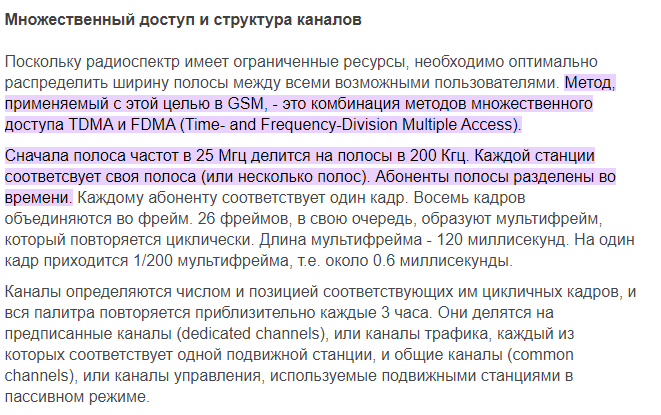 Множественный доступ и структура каналов
Поскольку радиоспектр имеет ограниченные ресурсы, необходимо оптимально
распределить ширину полосы между всеми возможными пользователями. Метод,
применяемый с этой целью в GSM, - это комбинация методов множественного
доступа TDMA и FDMA (Time- and Frequency-Division Multiple Access).
Сначала полоса частот в 25 Мгц делится на полосы в 200 Кгц. Каждой станции
соответсвует своя полоса (или несколько полос). Абоненты полосы разделены во
времени. Каждому абоненту соответствует один кадр. Восемь кадров
объединяются во фрейм. 26 фреймов, в свою очередь, образуют мультифрейм,
который повторяется циклически. Длина мультифрейма - 120 миллисекунд. На один
кадр приходится 1/200 мультифрейма, т.е. около 0.6 миллисекунды.
Каналы определяются числом и позицией соответствующих им цикличных кадров, и
вся палитра повторяется приблизительно каждые 3 часа. Они делятся на
предписанные каналы (dedicated channels), или каналы трафика, каждый из
которых соответствует одной подвижной станции, и общие каналы (common
channels), или каналы управления, используемые подвижными станциями в
пассивном режиме.